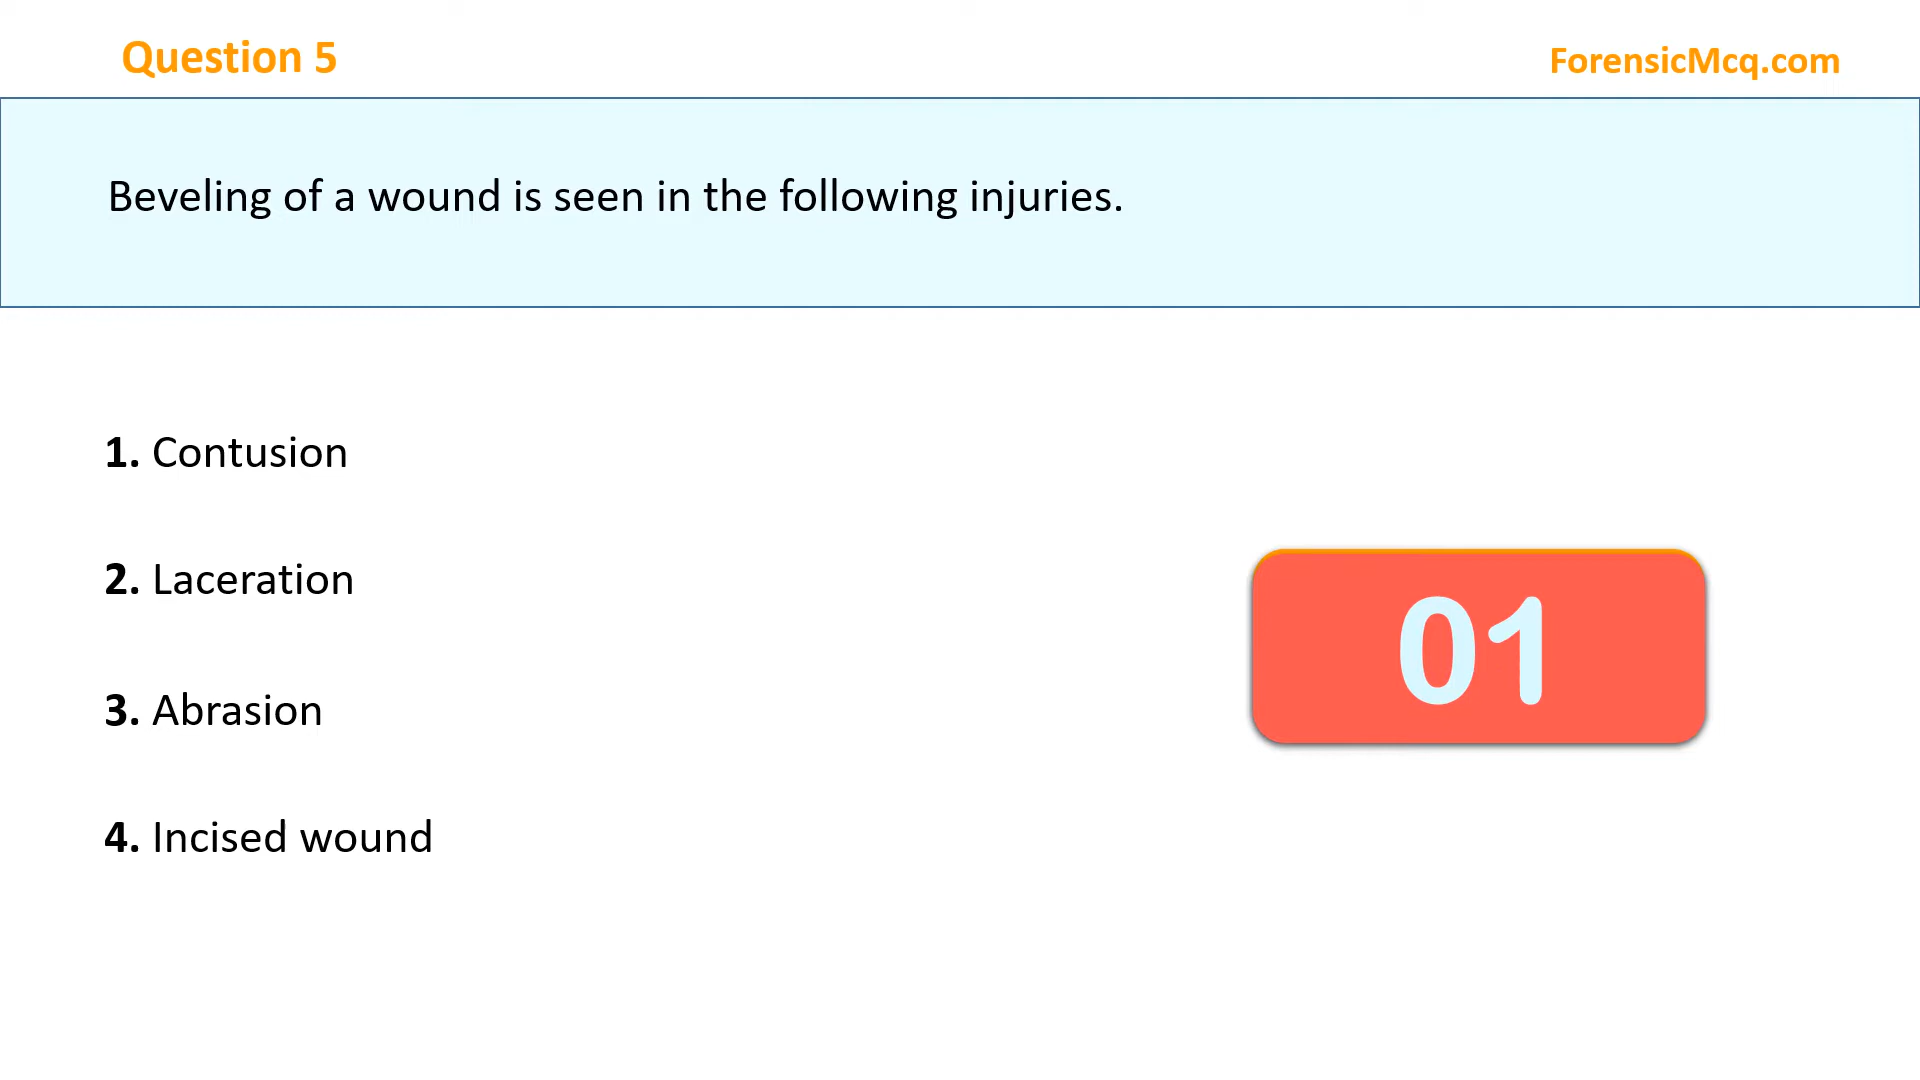 Question 5
ForensicMcq.com
Beveling of a wound is seen in the following injuries.
1. Contusion
2. Laceration
3. Abrasion
4. Incised wound
01